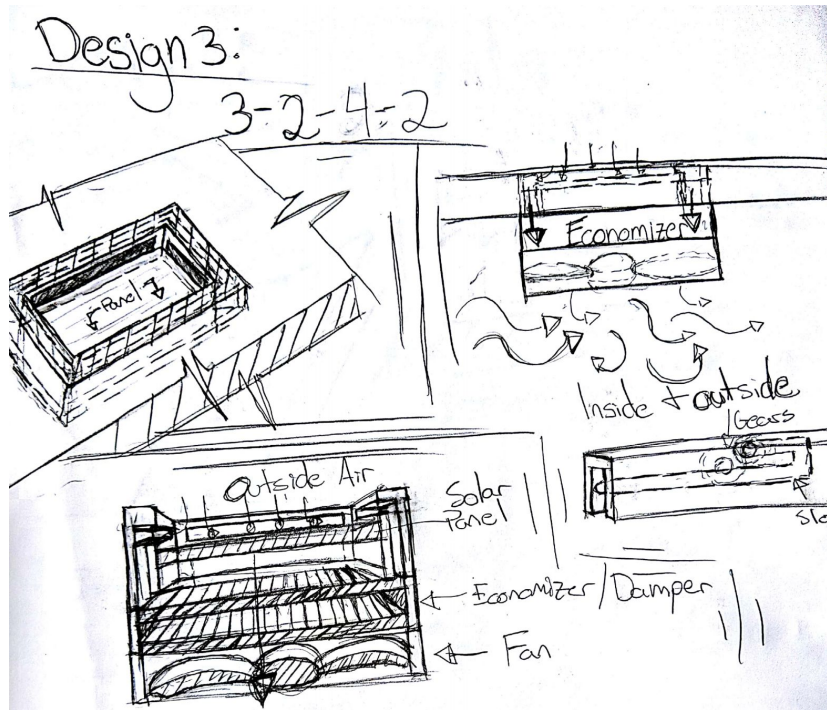 Design 3:
3-2-4-2
Panel
Economizer
Inside + outside
Gears
Outside Air
Solar
Panel
Economizer/Damper
Fan